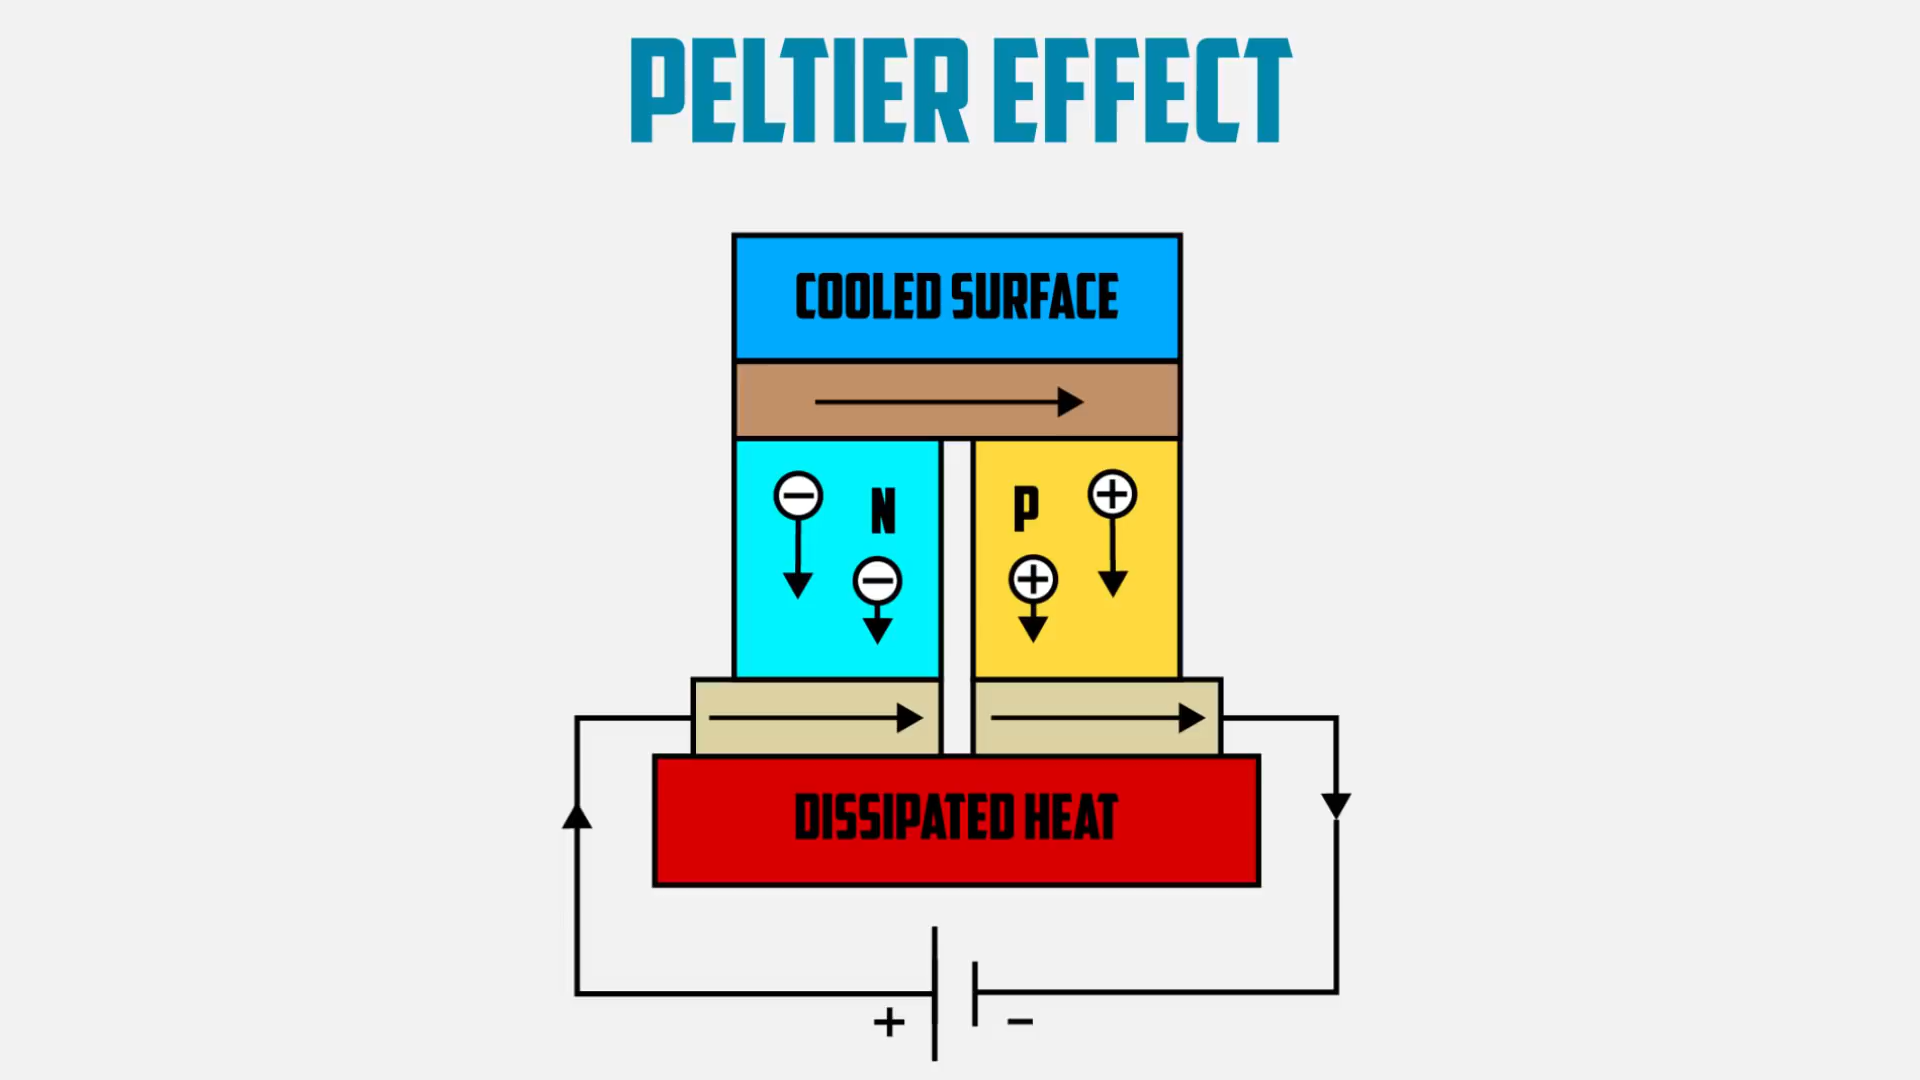 PELTIER EFFECT
COOLED SURFACE
N
P
DISSIPATED HEAT
+ −